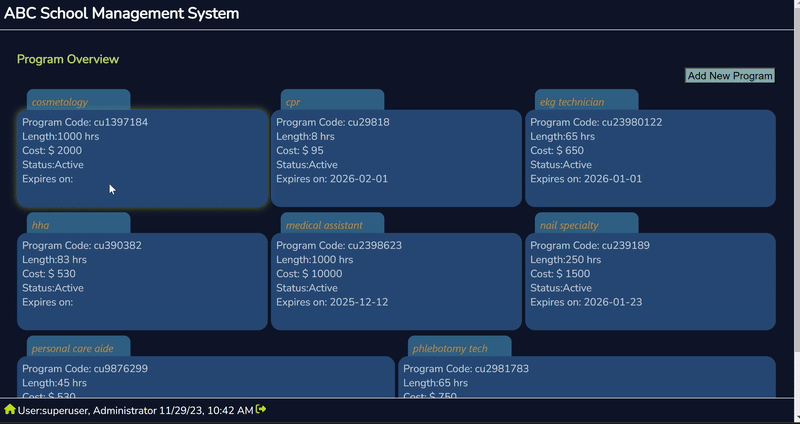 ABC School Management System
Program Overview
Add New Program
cosmetology
Program Code: cu1397184
Length:1000 hrs
Cost: $ 2000
Status:Active
Expires on:
cpr
Program Code: cu29818
Length:8 hrs
Cost: $ 95
Status:Active
Expires on: 2026-02-01
ekg technician
Program Code: cu23980122
Length:65 hrs
Cost: $ 650
Status:Active
Expires on: 2026-01-01
hha
Program Code: cu390382
Length:83 hrs
Cost: $ 530
Status:Active
Expires on:
medical assistant
Program Code: cu2398623
Length:1000 hrs
Cost: $ 10000
Status:Active
Expires on: 2025-12-12
nail specialty
Program Code: cu239189
Length:250 hrs
Cost: $ 1500
Status:Active
Expires on: 2026-01-23
personal care aide
Program Code: cu9876299
Length:45 hrs
Cost: $ 530
phlebotomy tech
Program Code: cu2981783
Length:65 hrs
Cost: $ 750
User:superuser, Administrator 11/29/23, 10:42 AM